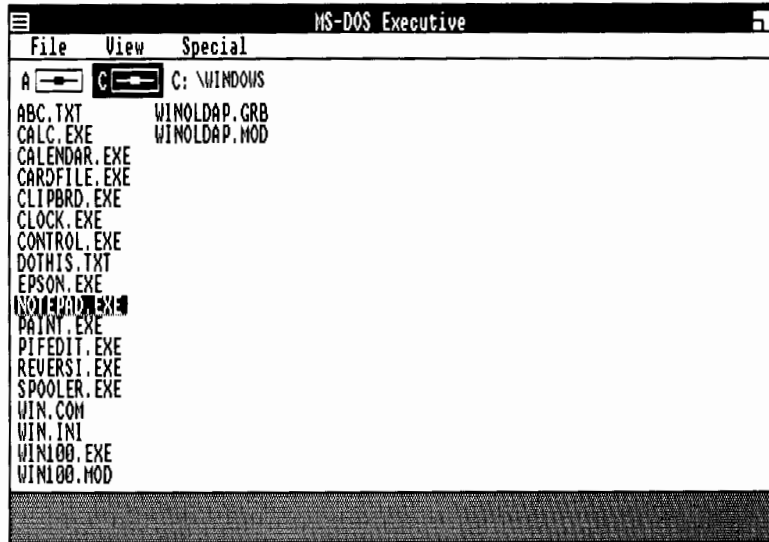 MS-DOS Executive
File View Special
A C C: \WINDOWS
ABC.TXT WINOLDAP.GRB
CALC.EXE WINOLDAP.MOD
CALENDAR.EXE
CARDFILE.EXE
CLIPBRD.EXE
CLOCK.EXE
CONTROL.EXE
DOTHIS.TXT
EPSON.EXE
NOTEPAD.EXE
PAINT.EXE
PIFEDIT.EXE
REVERSI.EXE
SPOOLER.EXE
WIN.COM
WIN.INI
WIN100.EXE
WIN100.MOD